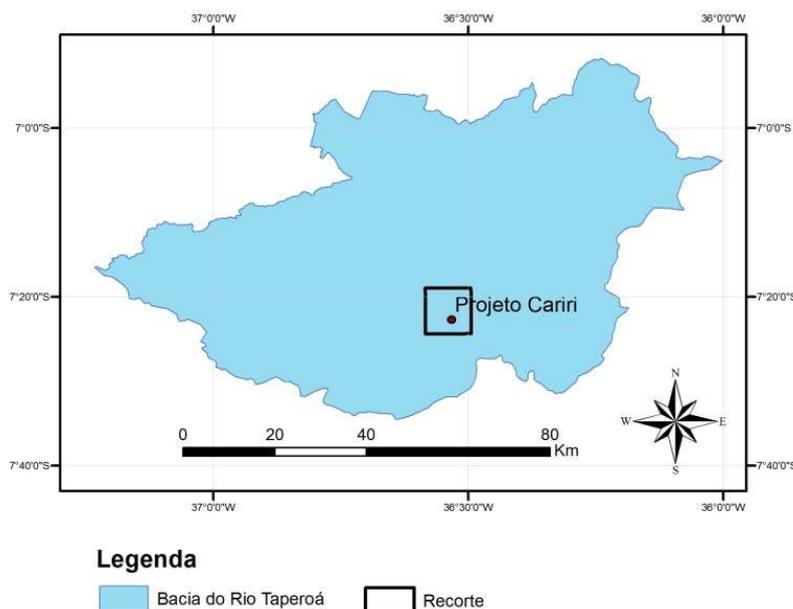 37°0'0"W 36°30'0"W 36°0'0"W
7°0'0"S 7°0'0"S
Projeto Cariri
7°20'0"S 7°20'0"S
N
W E
S
0 20 40 80
Km
7°40'0"S 7°40'0"S
37°0'0"W 36°30'0"W 36°0'0"W
Legenda
Bacia do Rio Taperoá Recorte